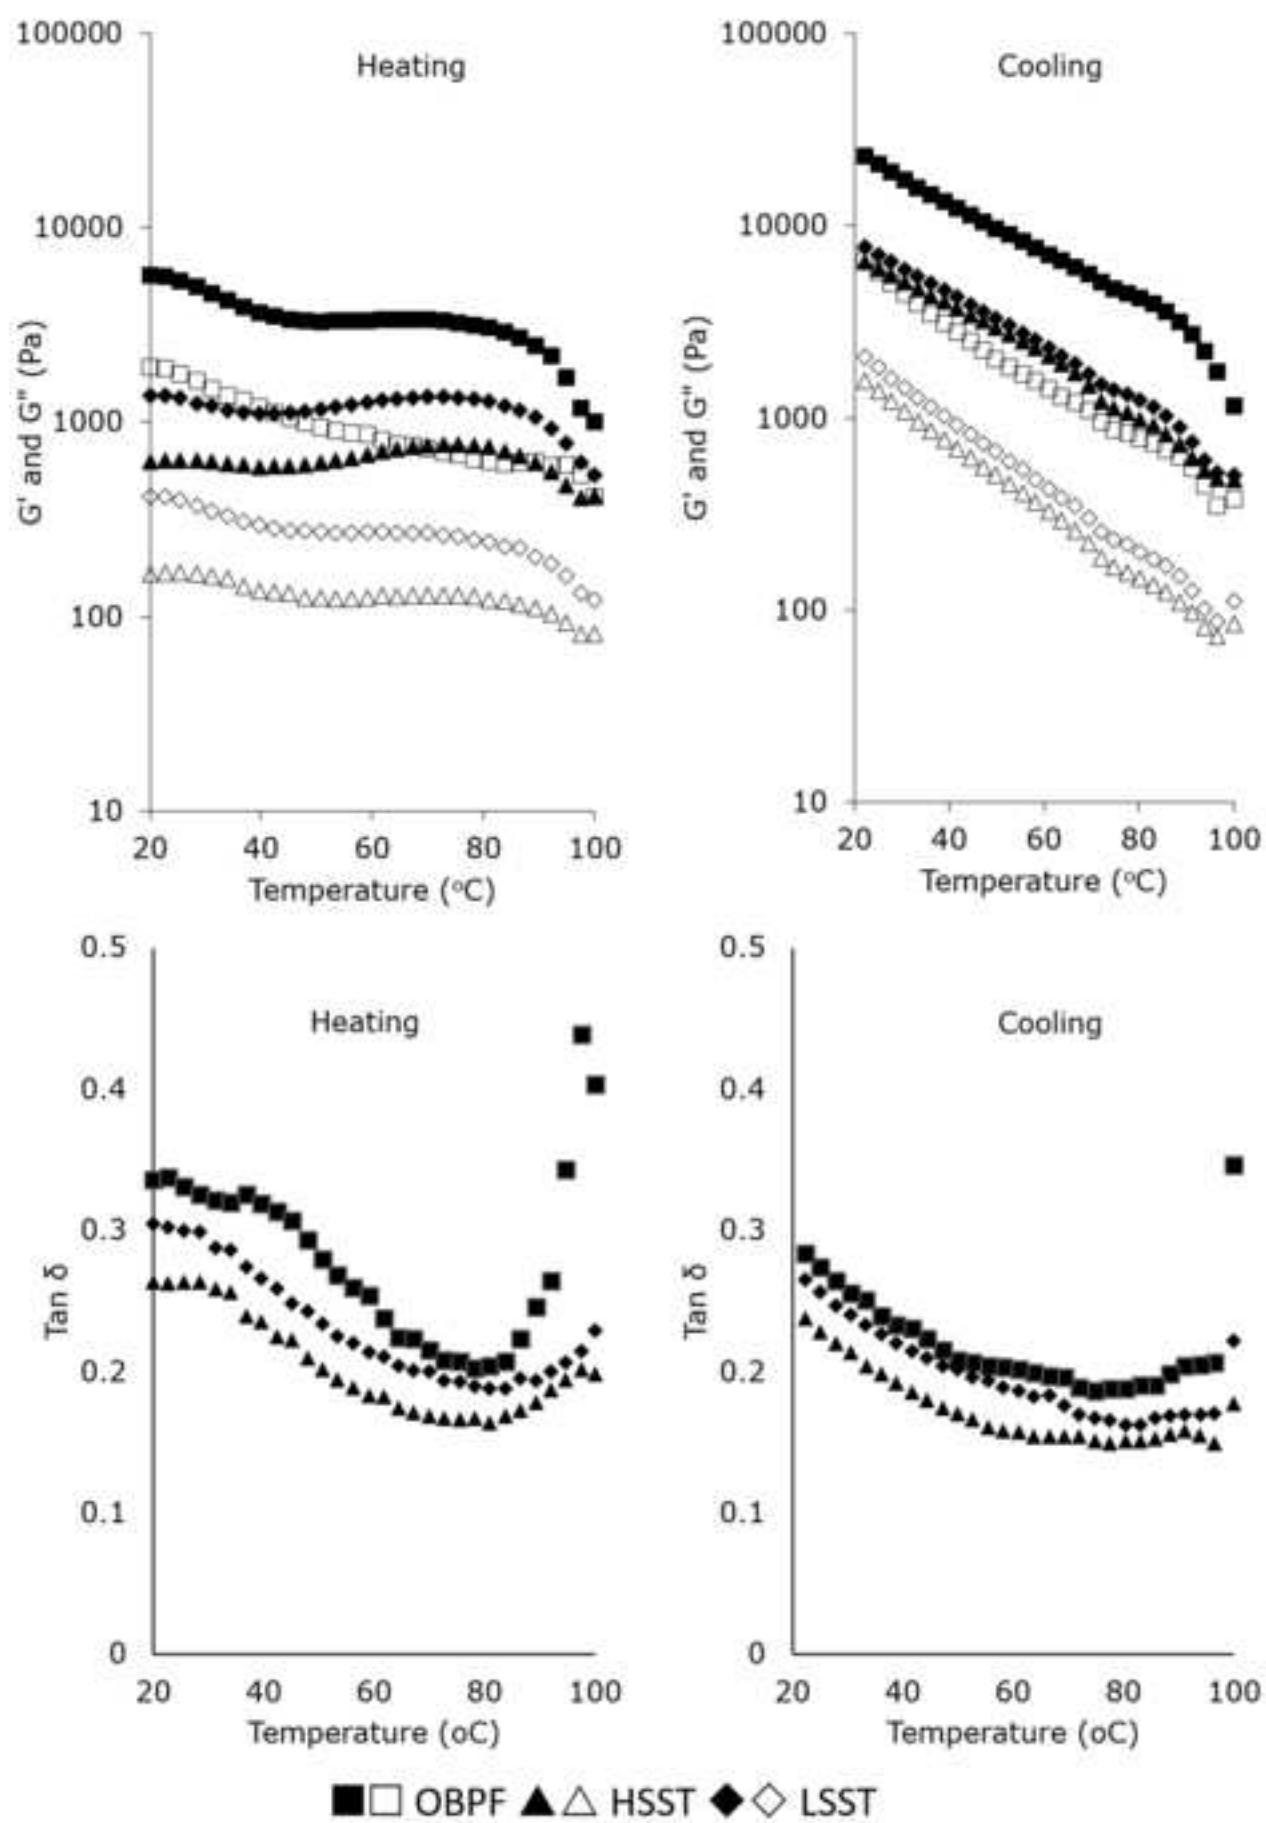 100000
Heating
10000
1000
100
10
G' and G" (Pa)
20 40 60 80 100
Temperature (°C)
100000
Cooling
10000
1000
100
10
G' and G" (Pa)
20 40 60 80 100
Temperature (°C)
0.5
Heating
0.4
0.3
0.2
0.1
0
Tan δ
20 40 60 80 100
Temperature (oC)
0.5
Cooling
0.4
0.3
0.2
0.1
0
Tan δ
20 40 60 80 100
Temperature (oC)
OBPF HSST LSST